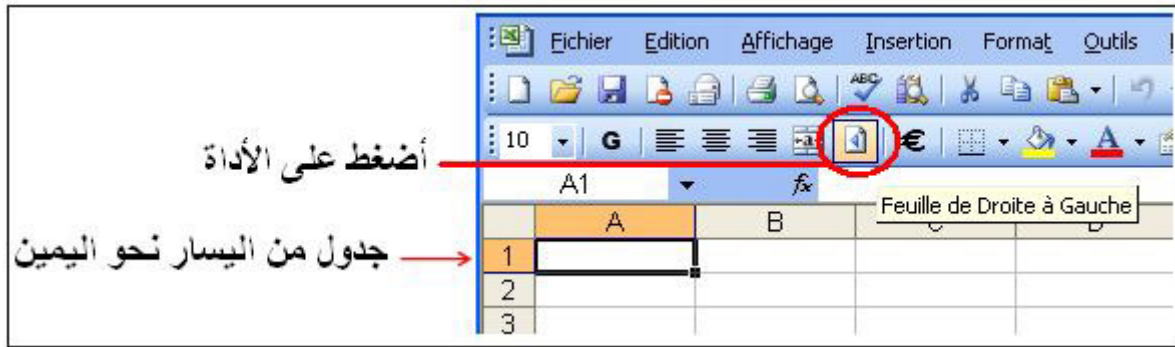 Fichier Edition Affichage Insertion Format Outils
10 G €
أضغط على الأداة
A1 fx
Feuille de Droite à Gauche
A B C D
جدول من اليسار نحو اليمين
1
2
3